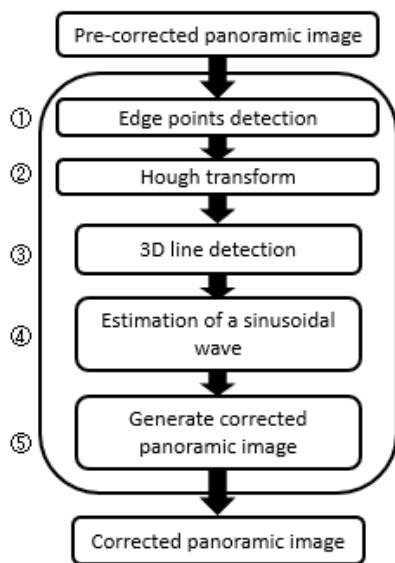 Pre-corrected panoramic image
① Edge points detection
② Hough transform
③ 3D line detection
④ Estimation of a sinusoidal
wave
⑤ Generate corrected
panoramic image
Corrected panoramic image